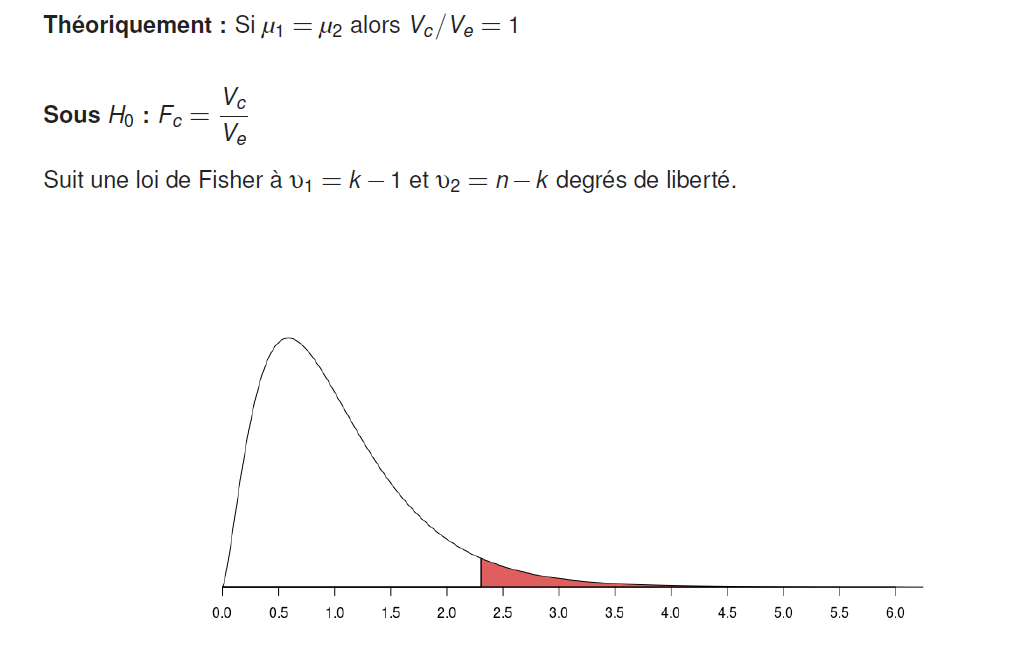 Théoriquement : Si μ₁ = μ₂ alors Vc/Ve = 1
Sous H₀ : Fc = Vc/Ve
Suit une loi de Fisher à υ₁ = k − 1 et υ₂ = n − k degrés de liberté.
0.0 0.5 1.0 1.5 2.0 2.5 3.0 3.5 4.0 4.5 5.0 5.5 6.0